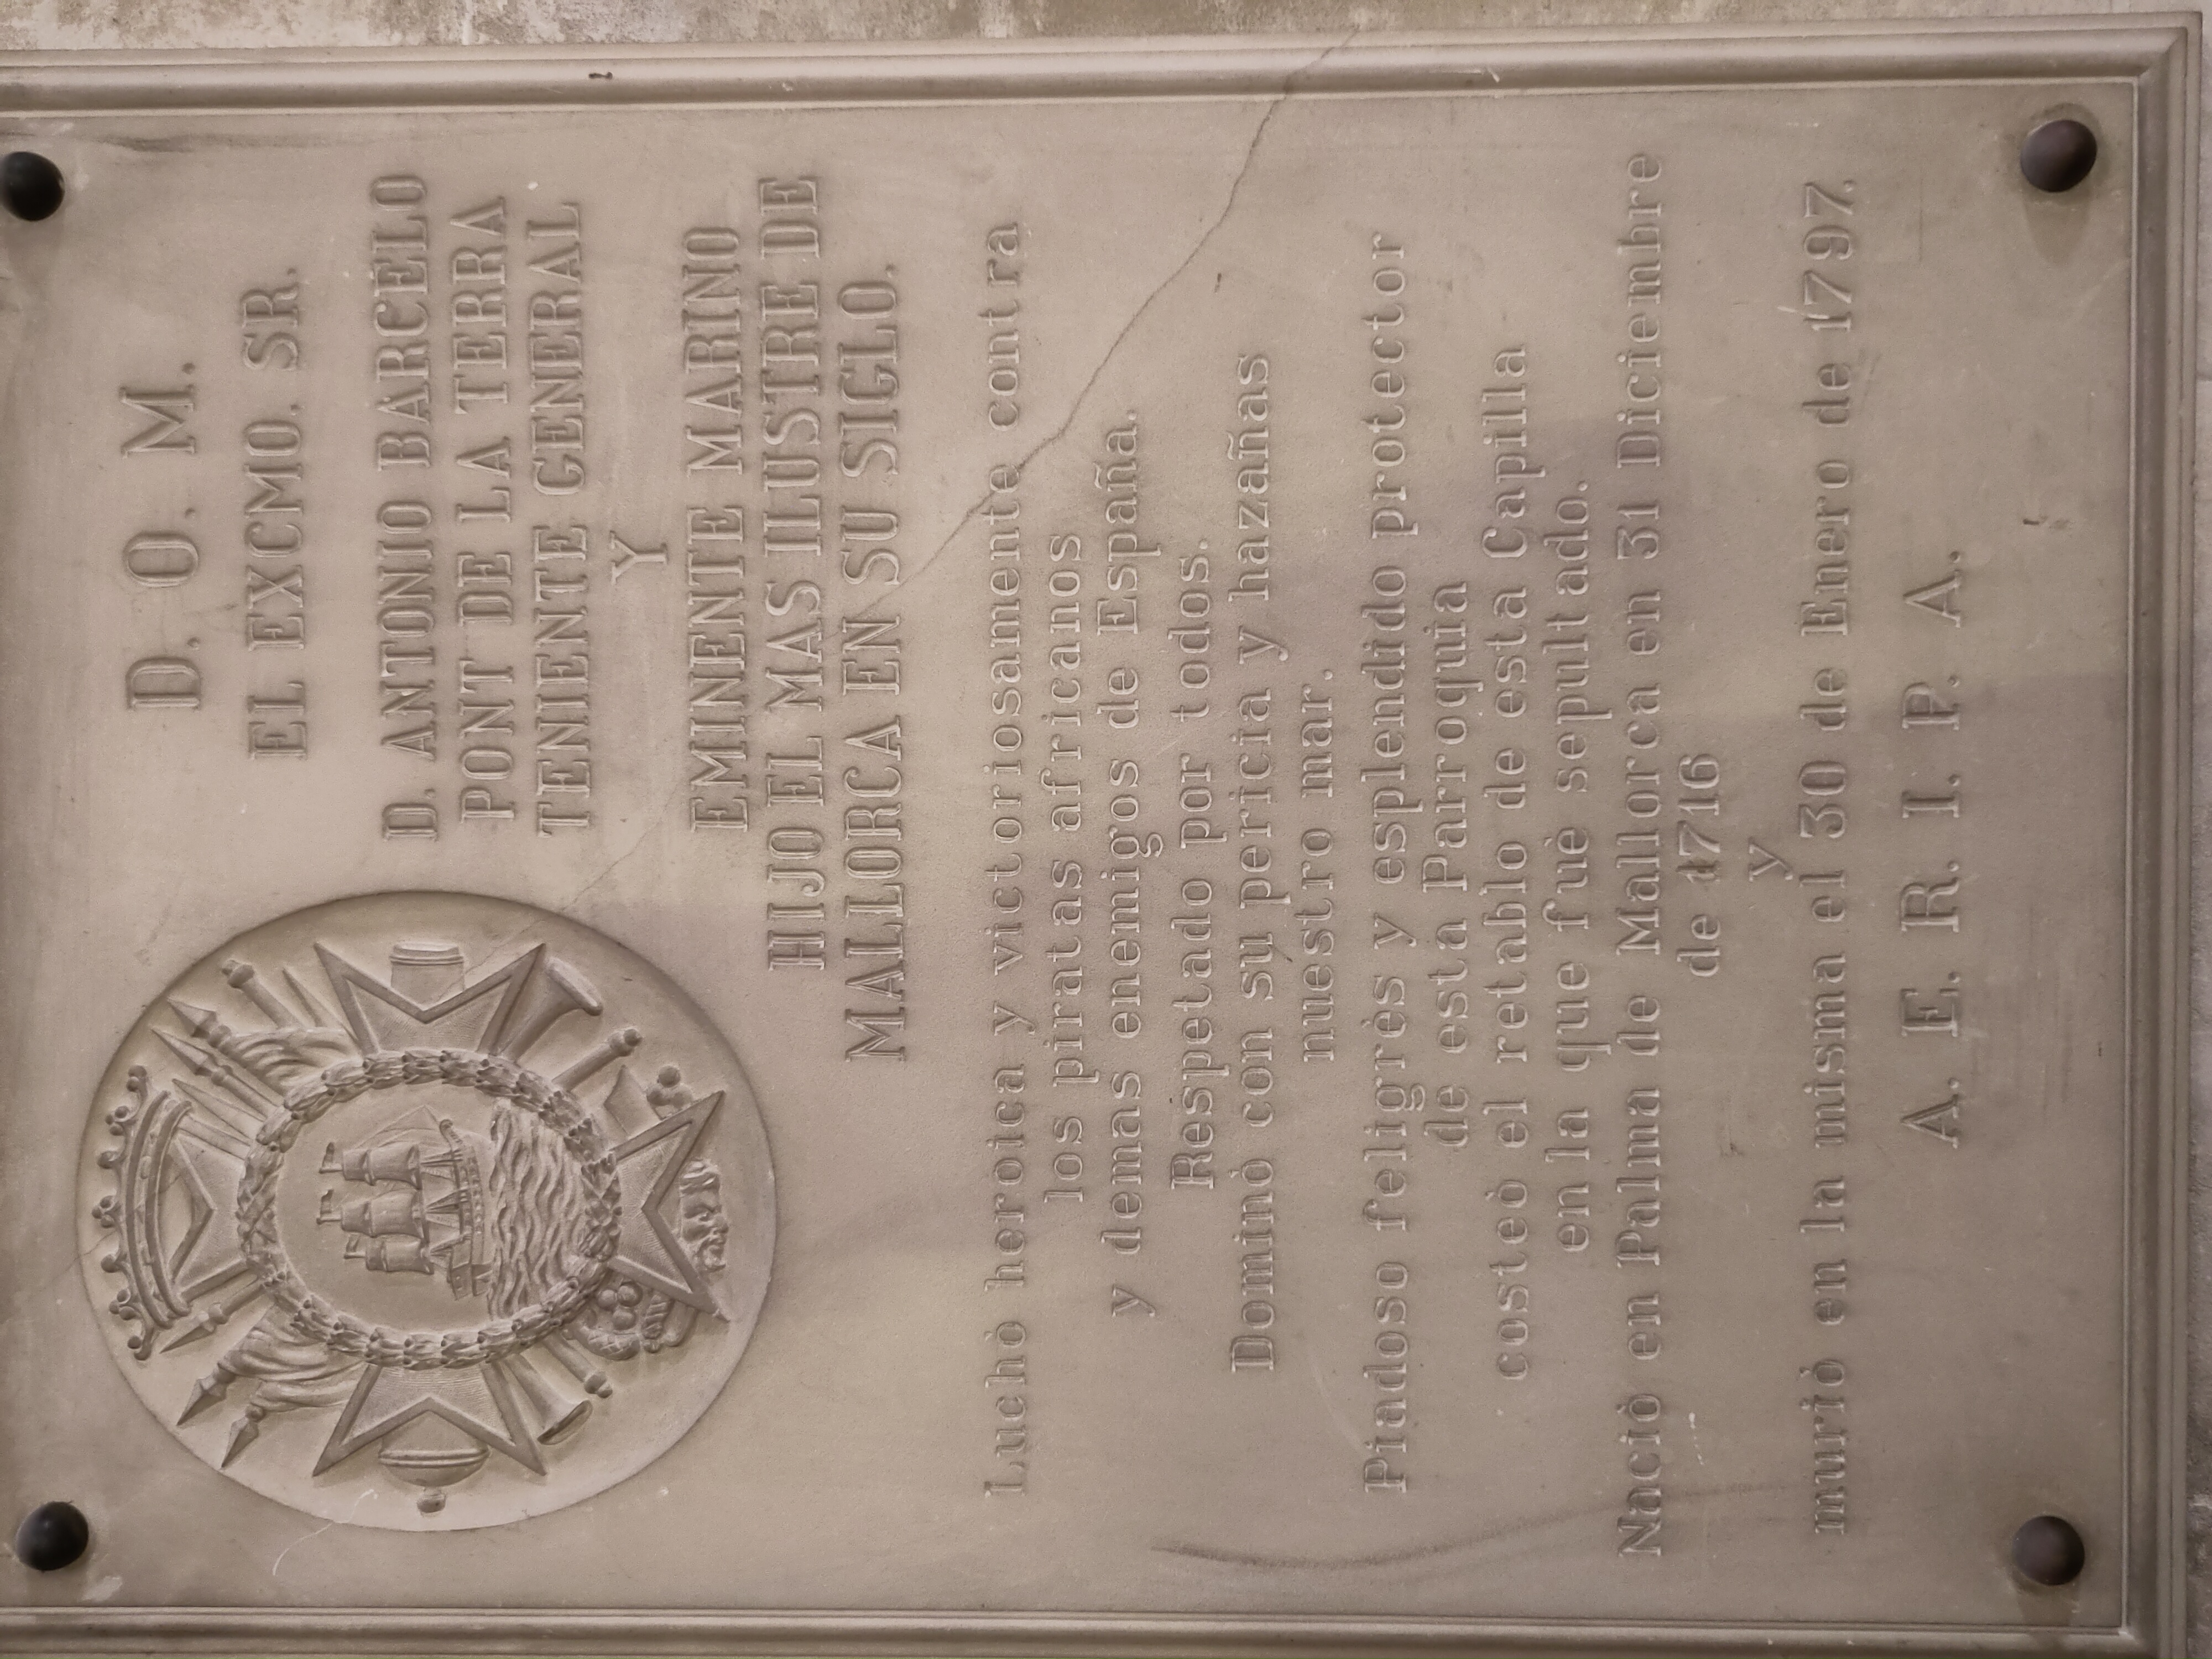 D. O. M.
EL EXCMO. SR.
D. ANTONIO BARCELO
PONT DE LA TERRA
TENIENTE GENERAL
Y
EMINENTE MARINO
HIJO EL MAS ILUSTRE DE
MALLORCA EN SU SIGLO.
Luchò heroica y victoriosamente contra
los piratas africanos
y demas enemigos de España.
Respetado por todos.
Dominò con su pericia y hazañas
nuestro mar.
Piadoso feligrès y esplendido protector
de esta Parroquia
costeò el retablo de esta Capilla
en la que fuè sepultado.
Naciò en Palma de Mallorca en 31 Diciembre
de 1716
y
muriò en la misma el 30 de Enero de 1797.
A. E. R. I. P. A.